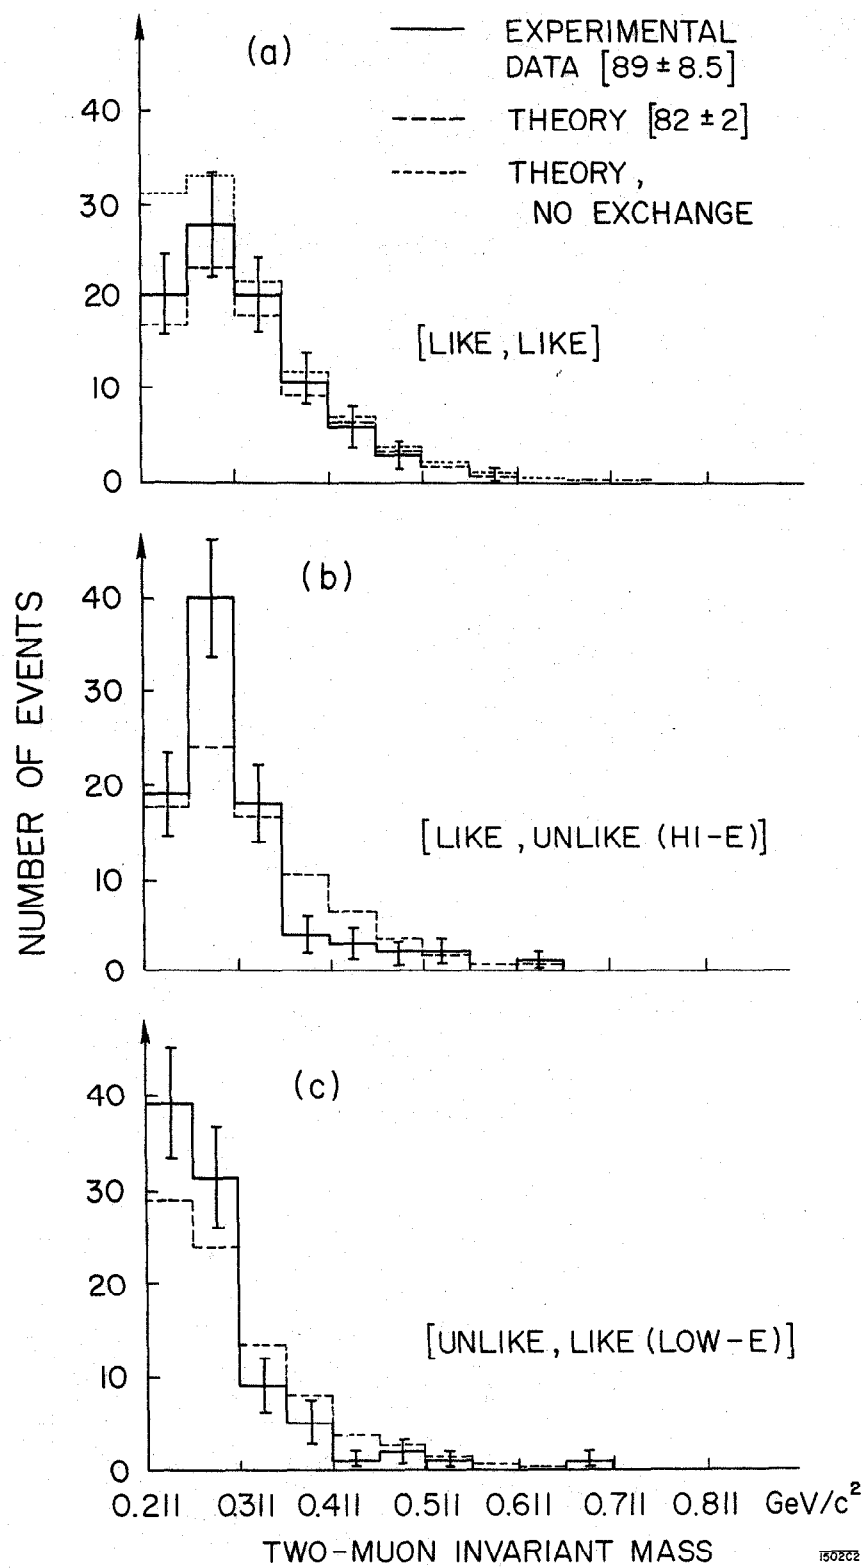 (a)
EXPERIMENTAL
DATA [89 ± 8.5]
THEORY [82 ± 2]
THEORY,
NO EXCHANGE
40
30
20
10
0
[LIKE, LIKE]
NUMBER OF EVENTS
(b)
40
30
20
10
0
[LIKE, UNLIKE (HI-E)]
(c)
40
30
20
10
0
[UNLIKE, LIKE (LOW-E)]
0.211 0.311 0.411 0.511 0.611 0.711 0.811 GeV/c²
TWO-MUON INVARIANT MASS
1502C2